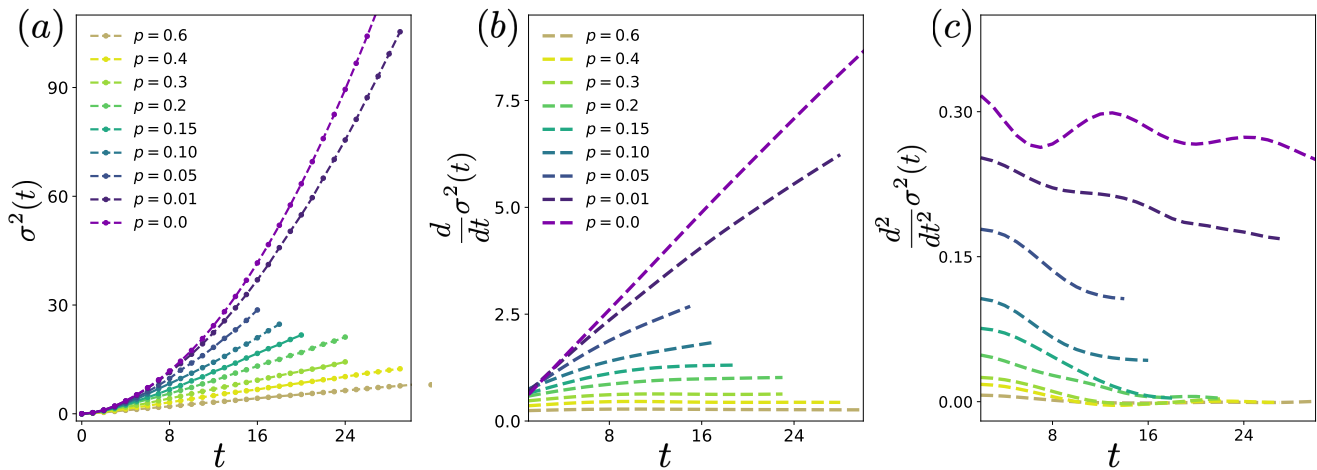 (a)
σ²(t)
90
60
30
0
p = 0.6
p = 0.4
p = 0.3
p = 0.2
p = 0.15
p = 0.10
p = 0.05
p = 0.01
p = 0.0
0 8 16 24
t
(b)
d/dt σ²(t)
7.5
5.0
2.5
0.0
p = 0.6
p = 0.4
p = 0.3
p = 0.2
p = 0.15
p = 0.10
p = 0.05
p = 0.01
p = 0.0
8 16 24
t
(c)
d²/dt² σ²(t)
0.30
0.15
0.00
8 16 24
t